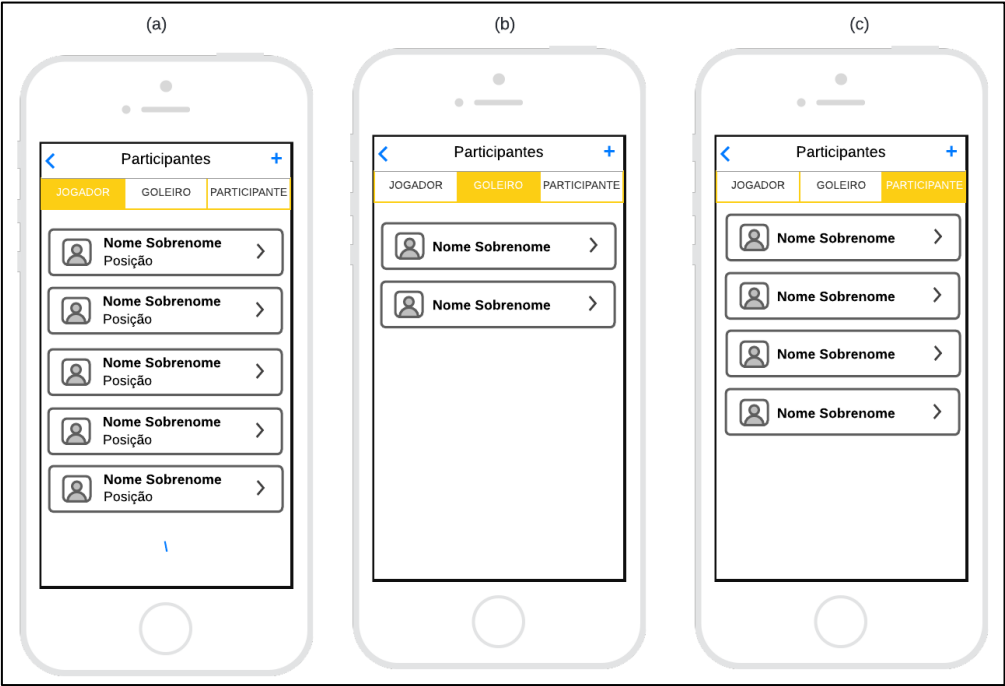 (a)
Participantes +
JOGADOR GOLEIRO PARTICIPANTE
Nome Sobrenome
Posição
Nome Sobrenome
Posição
Nome Sobrenome
Posição
Nome Sobrenome
Posição
Nome Sobrenome
Posição
\
(b)
Participantes +
JOGADOR GOLEIRO PARTICIPANTE
Nome Sobrenome
Nome Sobrenome
(c)
Participantes +
JOGADOR GOLEIRO PARTICIPANTE
Nome Sobrenome
Nome Sobrenome
Nome Sobrenome
Nome Sobrenome